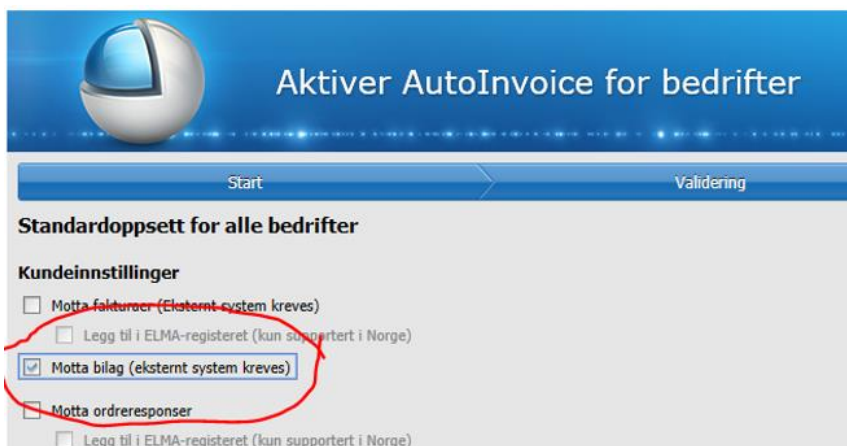 Aktiver AutoInvoice for bedrifter
Start Validering
Standardoppsett for alle bedrifter
Kundeinnstillinger
Motta fakturaer (Eksternt system kreves)
Legg til i ELMA-registeret (kun supportert i Norge)
Motta bilag (eksternt system kreves)
Motta ordreresponser
Legg til i ELMA-registeret (kun supportert i Norge)